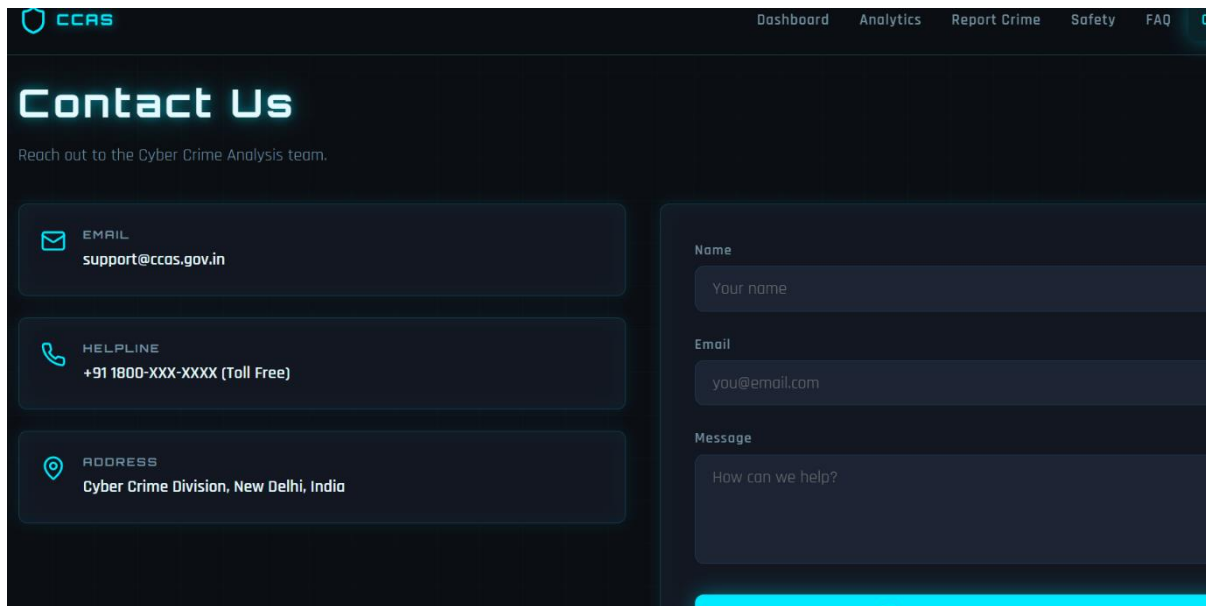 CCAS
Dashboard Analytics Report Crime Safety FAQ
Contact Us
Reach out to the Cyber Crime Analysis team.
EMAIL
support@ccas.gov.in
HELPLINE
+91 1800-XXX-XXXX (Toll Free)
ADDRESS
Cyber Crime Division, New Delhi, India
Name
Your name
Email
you@email.com
Message
How can we help?